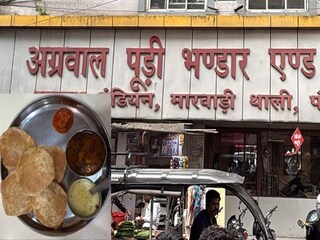 अग्रवाल पूड़ी भण्डार एण्ड
डियन, मारवाड़ी थाली,